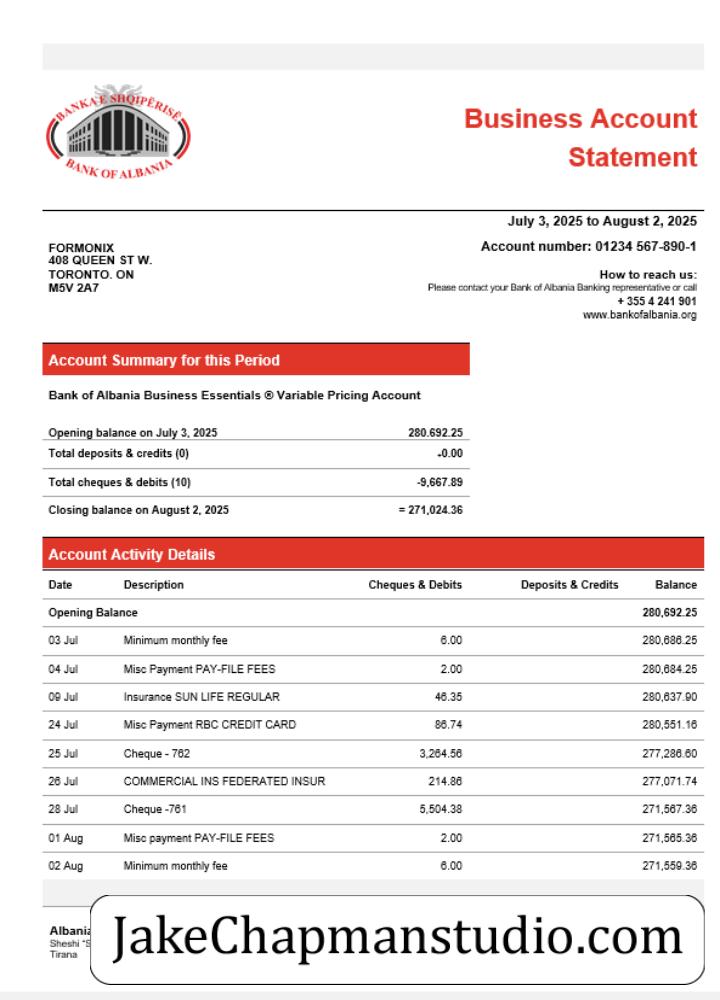 BANKA E SHQIPËRISË
BANK OF ALBANIA
Business Account
Statement
July 3, 2025 to August 2, 2025
FORMONIX
408 QUEEN ST W.
TORONTO. ON
M5V 2A7
Account number: 01234 567-890-1
How to reach us:
Please contact your Bank of Albania Banking representative or call
+ 355 4 241 901
www.bankofalbania.org
Account Summary for this Period
Bank of Albania Business Essentials ® Variable Pricing Account
Opening balance on July 3, 2025 280.692.25
Total deposits & credits (0) -0.00
Total cheques & debits (10) -9,667.89
Closing balance on August 2, 2025 = 271,024.36
Account Activity Details
Date Description Cheques & Debits Deposits & Credits Balance
Opening Balance 280,692.25
03 Jul Minimum monthly fee 6.00 280,686.25
04 Jul Misc Payment PAY-FILE FEES 2.00 280,684.25
09 Jul Insurance SUN LIFE REGULAR 46.35 280,637.90
24 Jul Misc Payment RBC CREDIT CARD 86.74 280,551.16
25 Jul Cheque - 762 3,264.56 277,286.60
26 Jul COMMERCIAL INS FEDERATED INSUR 214.86 277,071.74
28 Jul Cheque -761 5,504.38 271,567.36
01 Aug Misc payment PAY-FILE FEES 2.00 271,565.36
02 Aug Minimum monthly fee 6.00 271,559.36
Albania
Sheshi "S
Tirana
JakeChapmanstudio.com